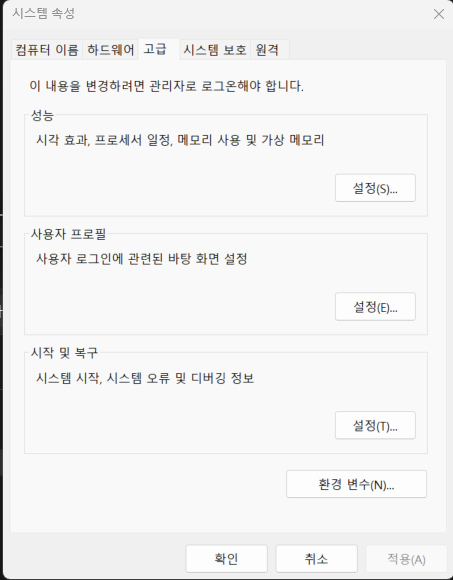 시스템 속성
컴퓨터 이름 하드웨어 고급 시스템 보호 원격
이 내용을 변경하려면 관리자로 로그온해야 합니다.
성능
시각 효과, 프로세서 일정, 메모리 사용 및 가상 메모리
설정(S)...
사용자 프로필
사용자 로그인에 관련된 바탕 화면 설정
설정(E)...
시작 및 복구
시스템 시작, 시스템 오류 및 디버깅 정보
설정(T)...
환경 변수(N)...
확인 취소 적용(A)